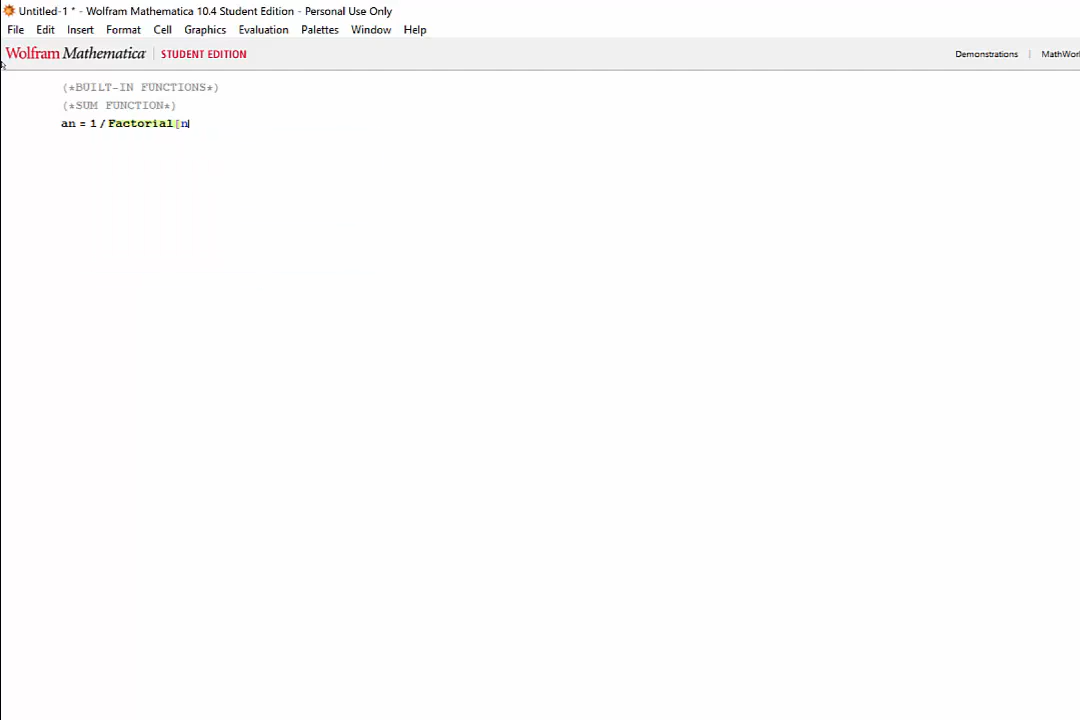 Untitled-1 * - Wolfram Mathematica 10.4 Student Edition - Personal Use Only
File Edit Insert Format Cell Graphics Evaluation Palettes Window Help
Wolfram Mathematica | STUDENT EDITION Demonstrations | MathWor
(*BUILT-IN FUNCTIONS*)
(*SUM FUNCTION*)
an = 1/Factorial[n